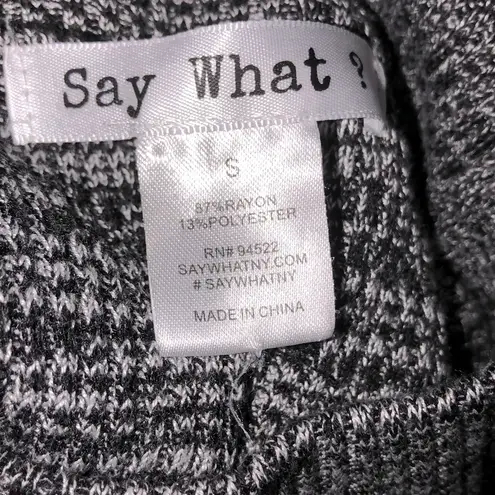 Say What ?
S
87%RAYON
13%POLYESTER
RN# 94522
SAYWHATNY.COM
# SAYWHATNY
MADE IN CHINA